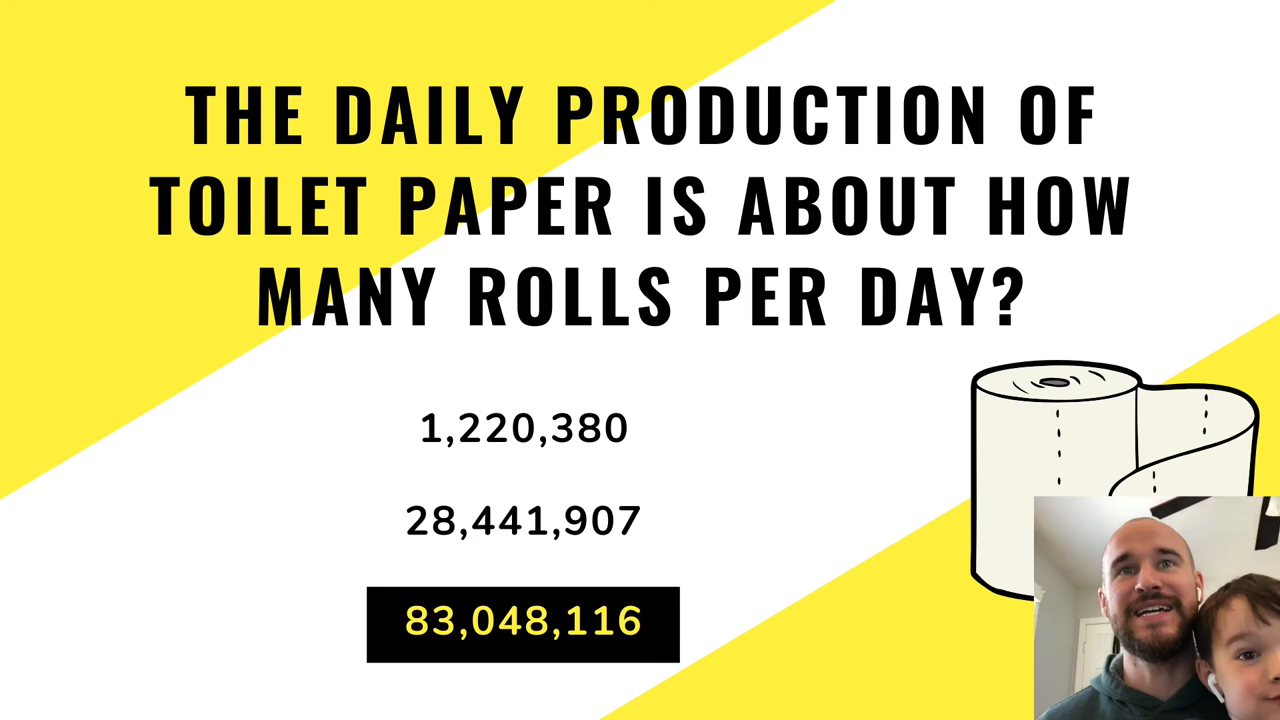 THE DAILY PRODUCTION OF
TOILET PAPER IS ABOUT HOW
MANY ROLLS PER DAY?
1,220,380
28,441,907
83,048,116